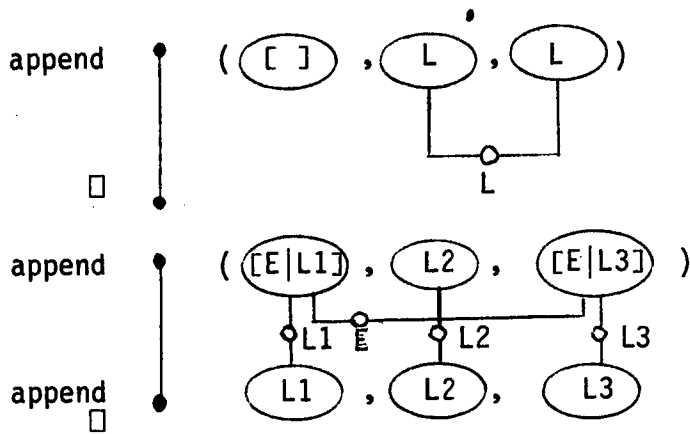 append ( [ ] , L , L )
L
□
append ( [E|L1] , L2 , [E|L3] )
L1 E L2 L3
append L1 , L2 , L3
□